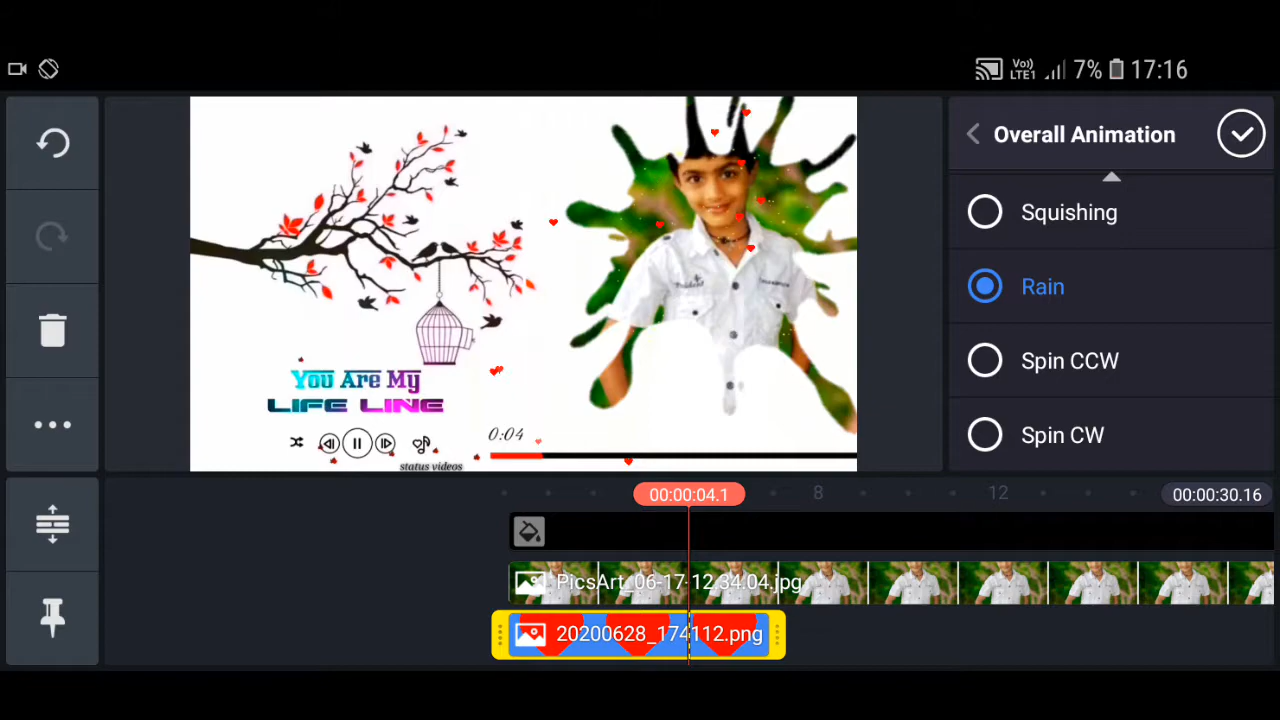 Vo)
LTE1
7%
17:16
Overall Animation
Squishing
Rain
Spin CCW
Spin CW
You Are My
LIFE LINE
0:04
status videos
00:00:04.1
8
12
00:00:30.16
PicsArt_06-17-12.34.04.jpg
20200628_174112.png